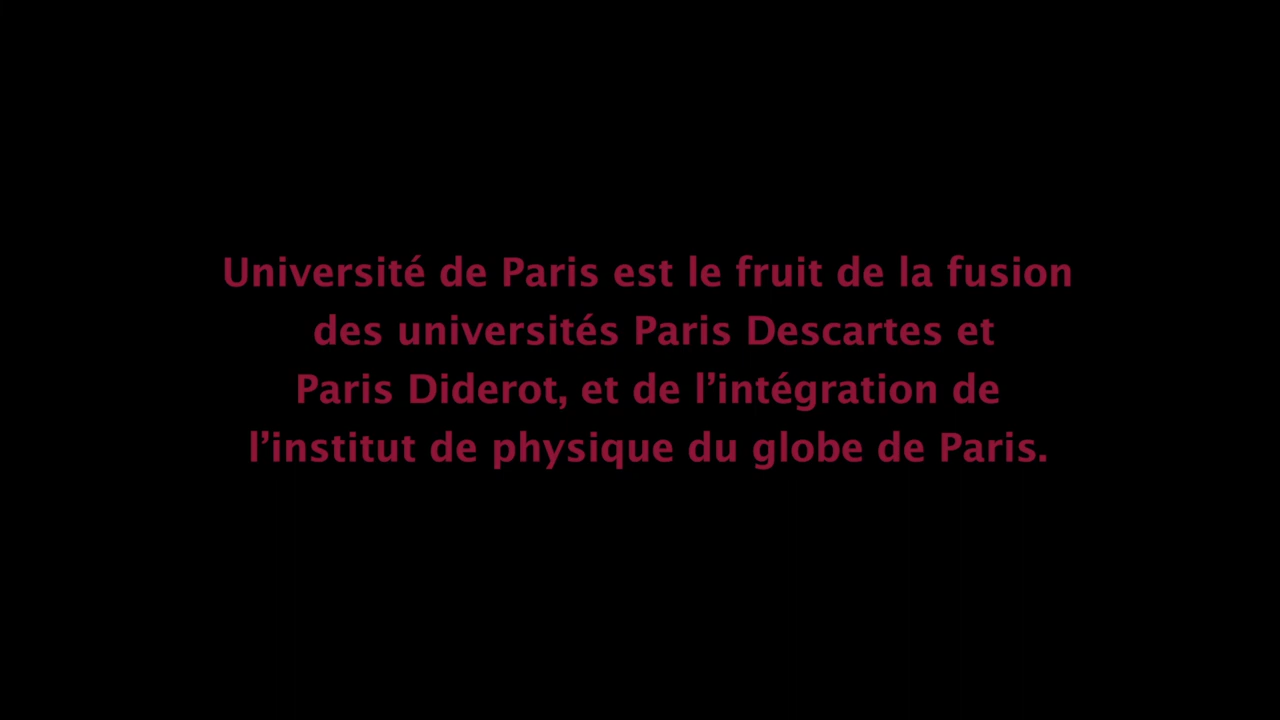 Université de Paris est le fruit de la fusion
des universités Paris Descartes et
Paris Diderot, et de l’intégration de
l’institut de physique du globe de Paris.